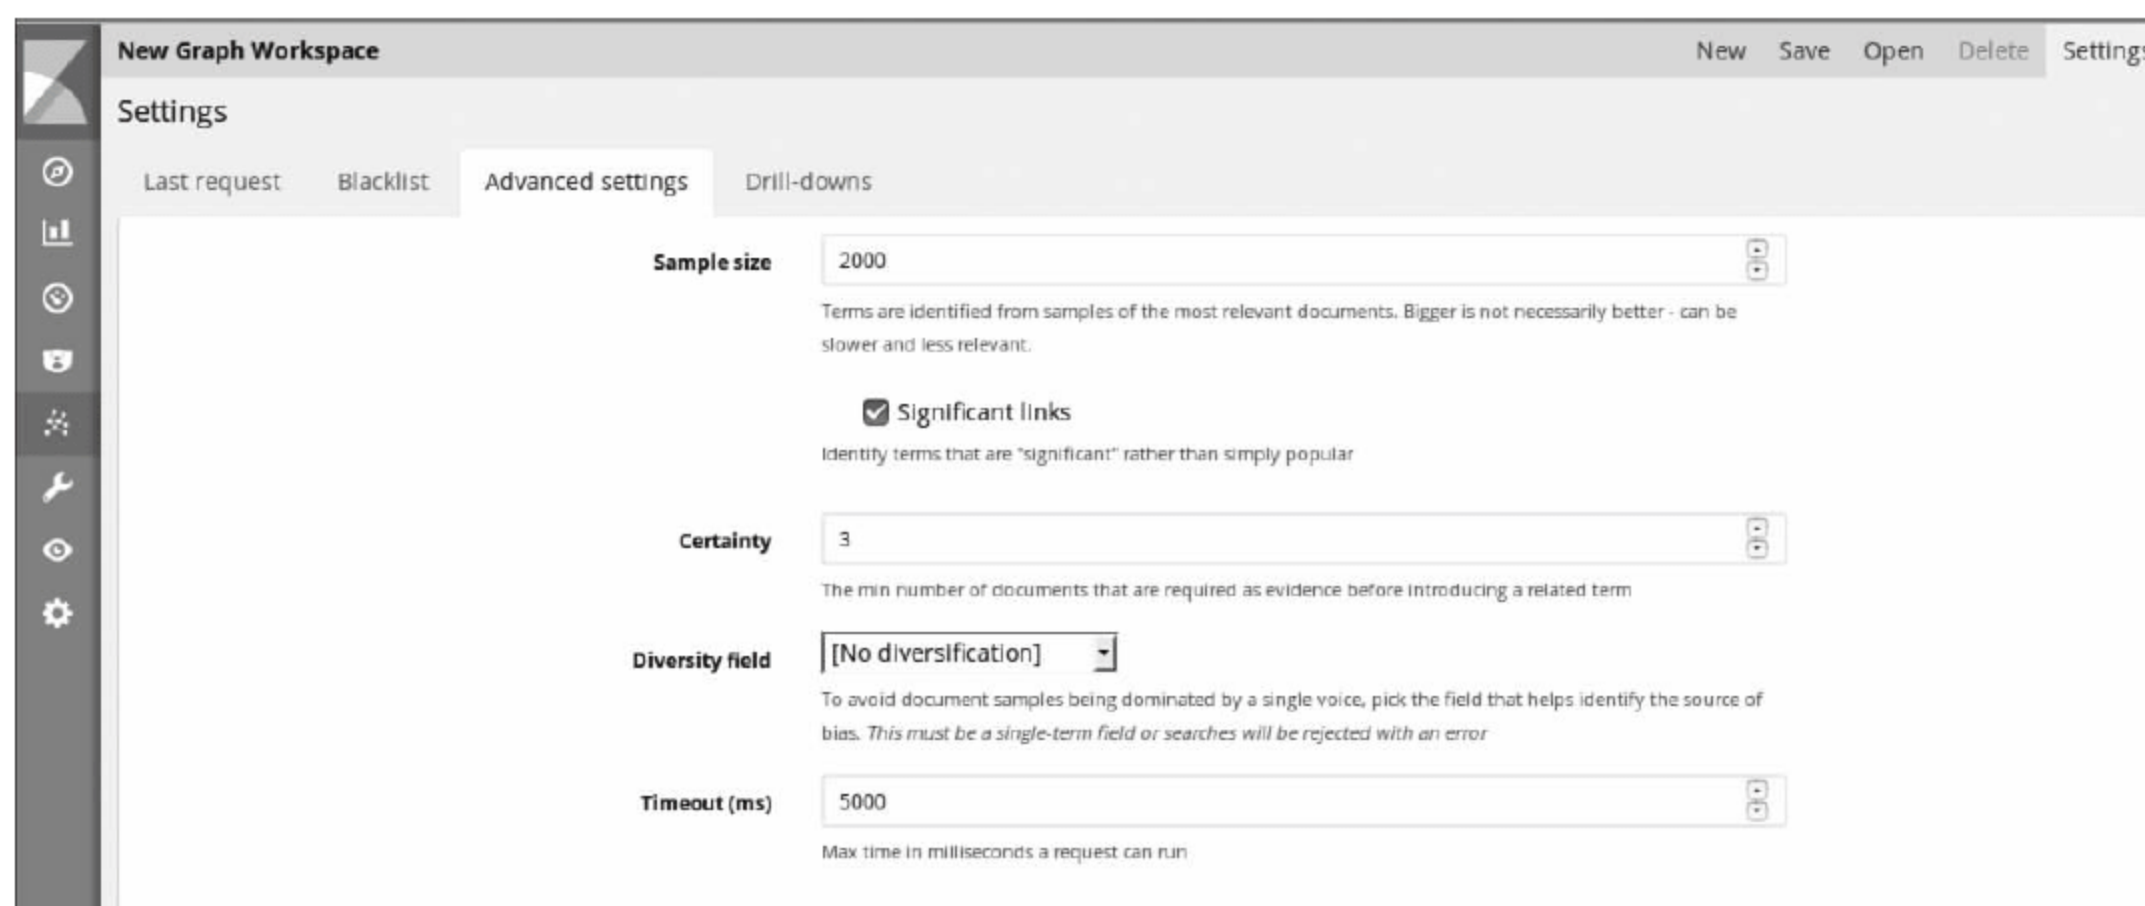 New Graph Workspace New Save Open Delete Settings
Settings
Last request Blacklist Advanced settings Drill-downs
Sample size 2000
Terms are identified from samples of the most relevant documents. Bigger is not necessarily better - can be
slower and less relevant.
Significant links
Identify terms that are "significant" rather than simply popular
Certainty 3
The min number of documents that are required as evidence before introducing a related term
Diversity field [No diversification]
To avoid document samples being dominated by a single voice, pick the field that helps identify the source of
bias. This must be a single-term field or searches will be rejected with an error
Timeout (ms) 5000
Max time in milliseconds a request can run